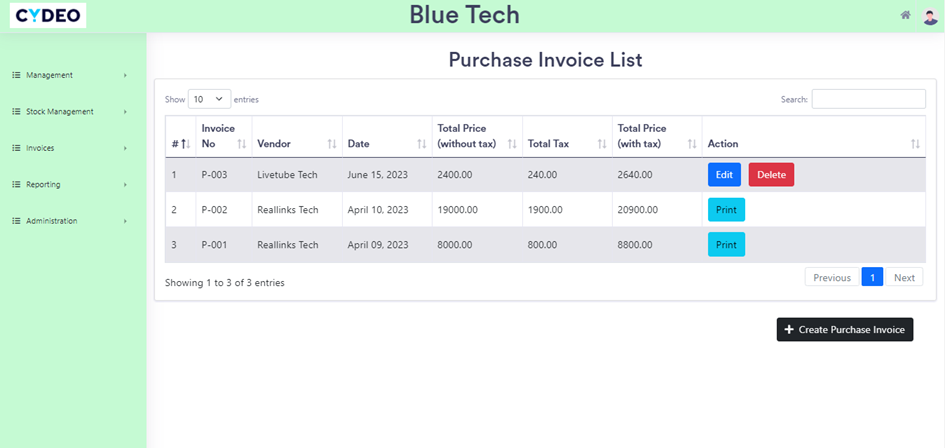 CYDEO
Blue Tech
Management
Stock Management
Invoices
Reporting
Administration
Purchase Invoice List
Show 10 entries
Search:
# Invoice No Vendor Date Total Price (without tax) Total Tax Total Price (with tax) Action
1 P-003 Livetube Tech June 15, 2023 2400.00 240.00 2640.00 Edit Delete
2 P-002 Reallinks Tech April 10, 2023 19000.00 1900.00 20900.00 Print
3 P-001 Reallinks Tech April 09, 2023 8000.00 800.00 8800.00 Print
Showing 1 to 3 of 3 entries
Previous 1 Next
Create Purchase Invoice